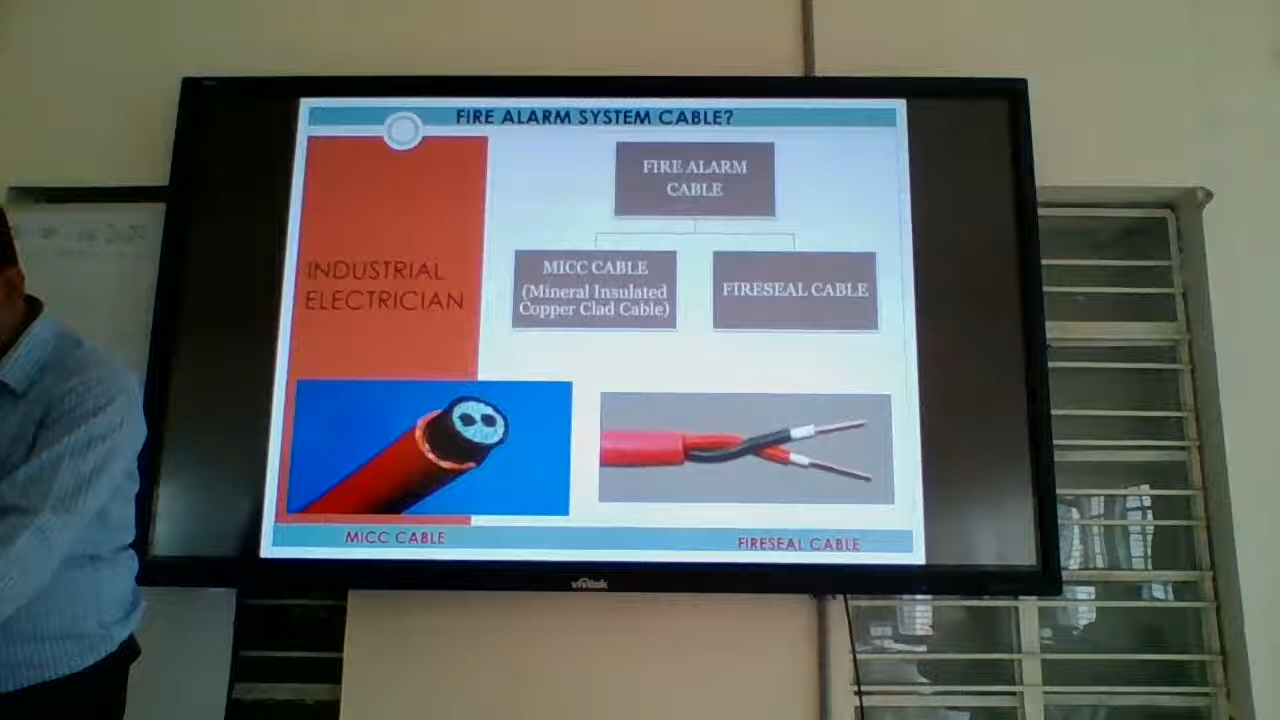 FIRE ALARM SYSTEM CABLE?
FIRE ALARM
CABLE
INDUSTRIAL
ELECTRICIAN
MICC CABLE
(Mineral Insulated
Copper Clad Cable)
FIRESEAL CABLE
MICC CABLE
FIRESEAL CABLE
vivitek